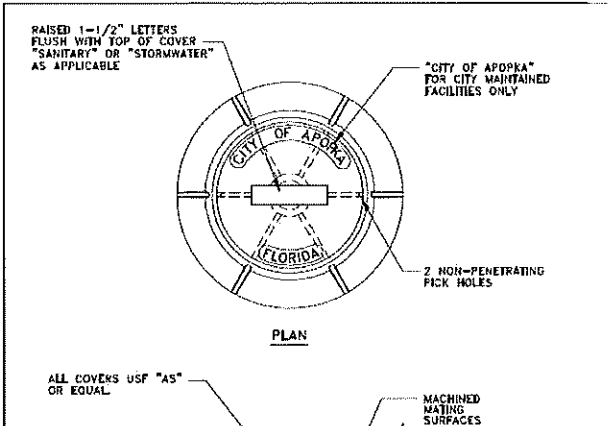 RAISED 1-1/2" LETTERS
FLUSH WITH TOP OF COVER
"SANITARY" OR "STORMWATER"
AS APPLICABLE
"CITY OF APOPKA"
FOR CITY MAINTAINED
FACILITIES ONLY
CITY OF APOPKA
FLORIDA
2 NON-PENETRATING
PICK HOLES
PLAN
ALL COVERS USF "AS"
OR EQUAL
MACHINED
MATING
SURFACES